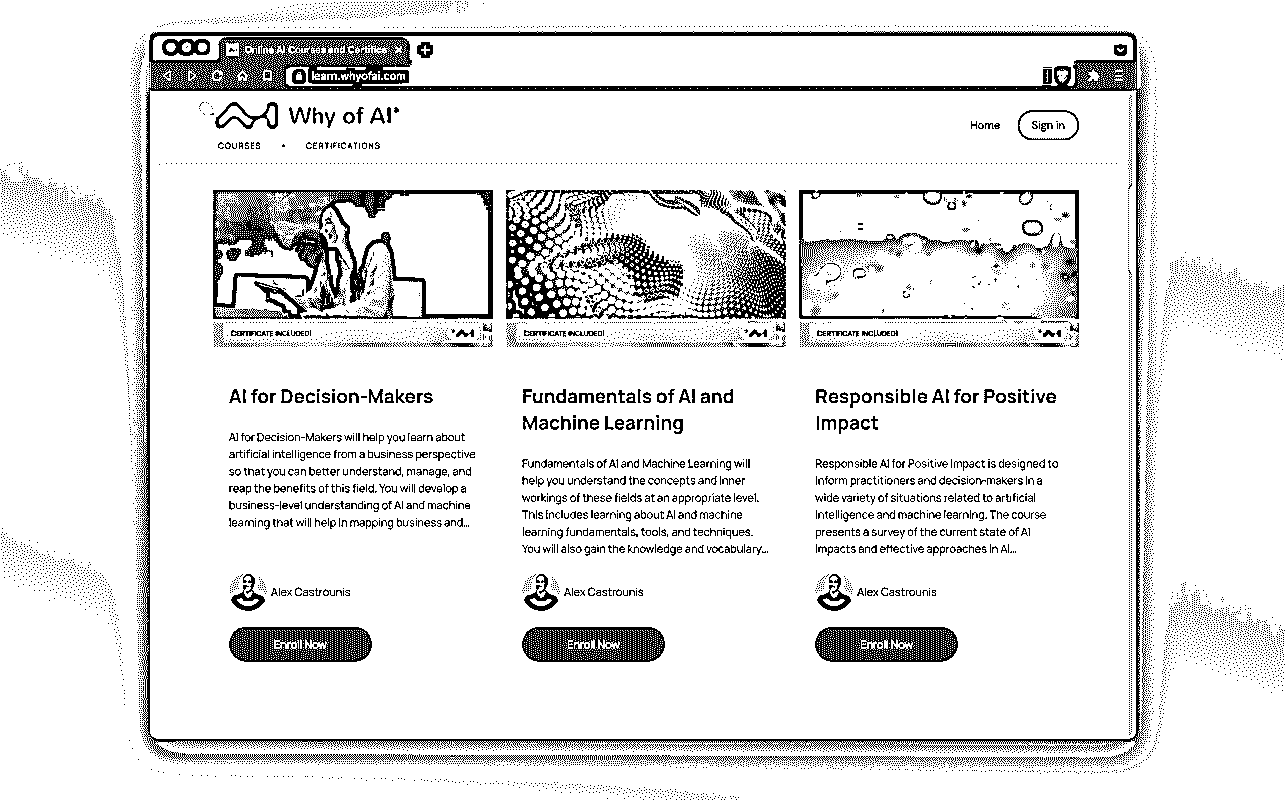 Online AI Courses and Certifica
learn.whyofai.com
Why of AI
COURSES • CERTIFICATIONS
Home
Sign in
CERTIFICATE INCLUDED!
CERTIFICATE INCLUDED!
CERTIFICATE INCLUDED!
AI for Decision-Makers
AI for Decision-Makers will help you learn about
artificial intelligence from a business perspective
so that you can better understand, manage, and
reap the benefits of this field. You will develop a
business-level understanding of AI and machine
learning that will help in mapping business and...
Alex Castrounis
Enroll Now
Fundamentals of AI and
Machine Learning
Fundamentals of AI and Machine Learning will
help you understand the concepts and inner
workings of these fields at an appropriate level.
This includes learning about AI and machine
learning fundamentals, tools, and techniques.
You will also gain the knowledge and vocabulary...
Alex Castrounis
Enroll Now
Responsible AI for Positive
Impact
Responsible AI for Positive Impact is designed to
inform practitioners and decision-makers in a
wide variety of situations related to artificial
intelligence and machine learning. The course
presents a survey of the current state of AI
impacts and effective approaches in AI...
Alex Castrounis
Enroll Now